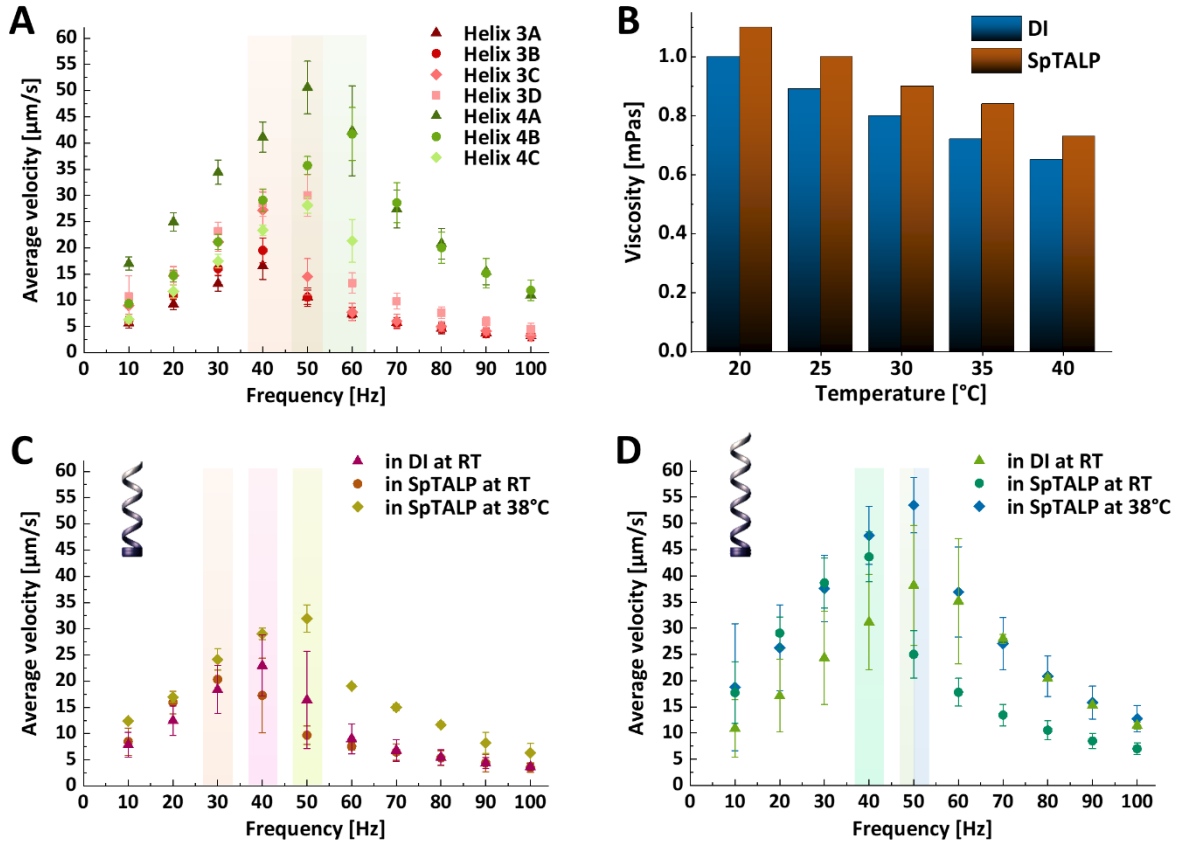 A
Average velocity [µm/s]
60
55
50
45
40
35
30
25
20
15
10
5
0
0 10 20 30 40 50 60 70 80 90 100
Frequency [Hz]
Helix 3A
Helix 3B
Helix 3C
Helix 3D
Helix 4A
Helix 4B
Helix 4C
B
Viscosity [mPas]
1.0
0.8
0.6
0.4
0.2
0.0
20 25 30 35 40
Temperature [°C]
DI
SpTALP
C
Average velocity [µm/s]
60
55
50
45
40
35
30
25
20
15
10
5
0
0 10 20 30 40 50 60 70 80 90 100
Frequency [Hz]
in DI at RT
in SpTALP at RT
in SpTALP at 38°C
D
Average velocity [µm/s]
60
55
50
45
40
35
30
25
20
15
10
5
0
0 10 20 30 40 50 60 70 80 90 100
Frequency [Hz]
in DI at RT
in SpTALP at RT
in SpTALP at 38°C